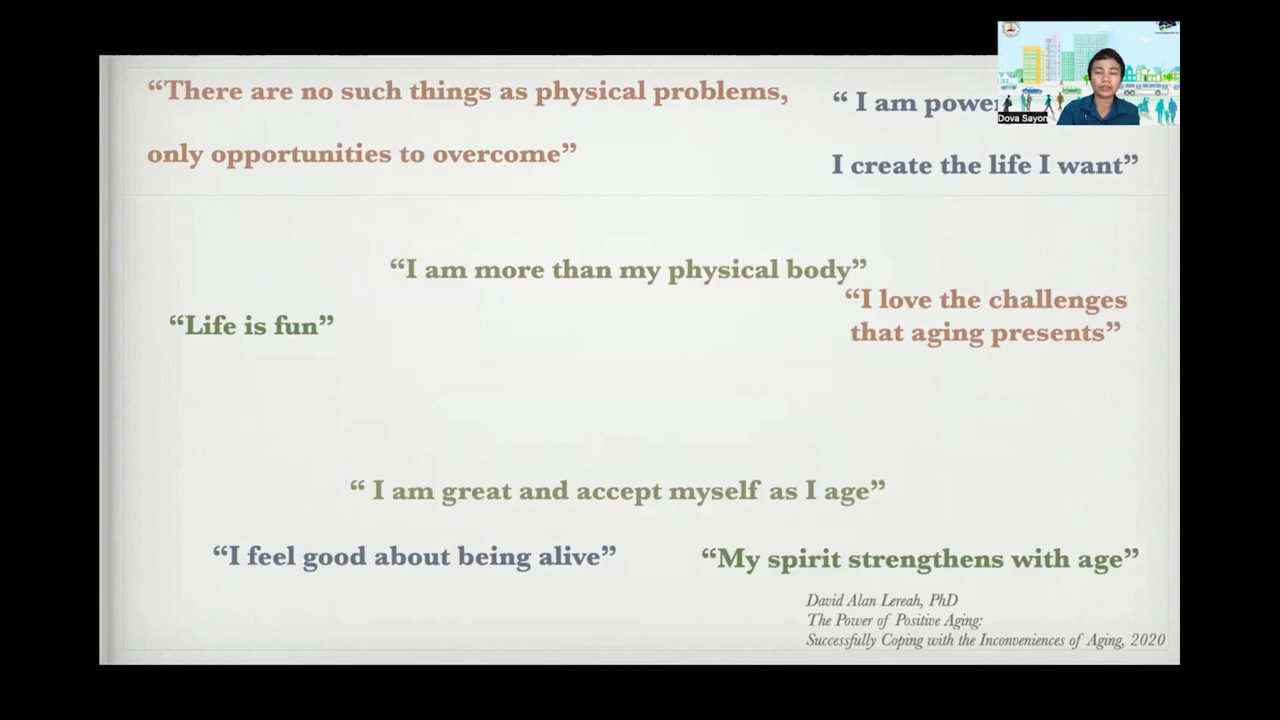 “There are no such things as physical problems,
only opportunities to overcome”
“ I am
I create the life I want”
Dova Sayon
“I am more than my physical body”
“I love the challenges
that aging presents”
“Life is fun”
“ I am great and accept myself as I age”
“I feel good about being alive”
“My spirit strengthens with age”
David Alan Lereah, PhD
The Power of Positive Aging:
Successfully Coping with the Inconveniences of Aging, 2020